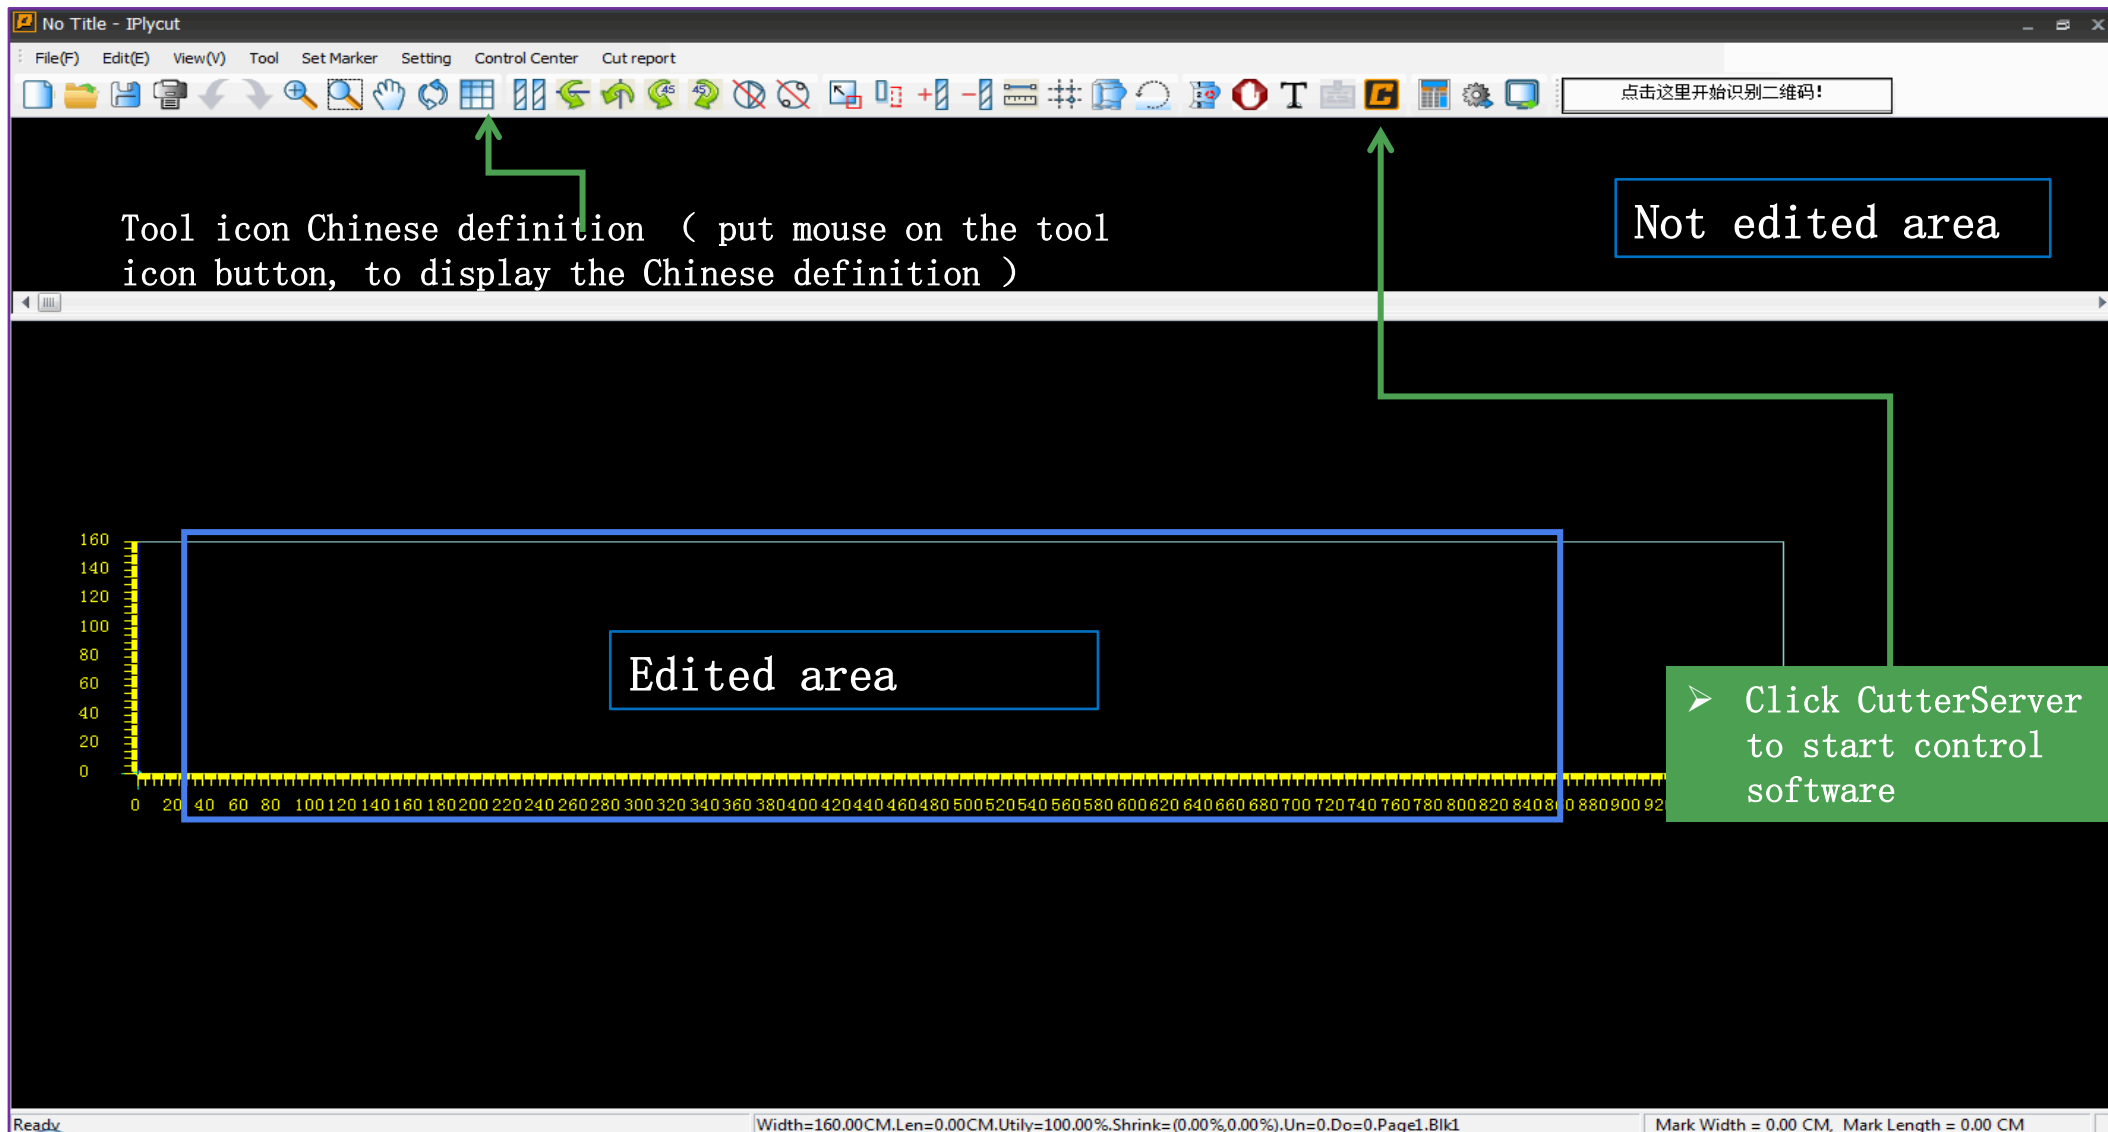 No Title - IPlycut
File(F) Edit(E) View(V) Tool Set Marker Setting Control Center Cut report
45 45 T 点击这里开始识别二维码!
Tool icon Chinese definition ( put mouse on the tool
icon button, to display the Chinese definition )
Not edited area
160
140
120
100
80
60
40
20
0
Edited area
0 20 40 60 80 100 120 140 160 180 200 220 240 260 280 300 320 340 360 380 400 420 440 460 480 500 520 540 560 580 600 620 640 660 680 700 720 740 760 780 800 820 840 860 880 900 92
➢ Click CutterServer
to start control
software
Ready
Width=160.00CM.Len=0.00CM.Utily=100.00%.Shrink=(0.00%,0.00%).Un=0.Do=0.Page1.Blk1
Mark Width = 0.00 CM, Mark Length = 0.00 CM